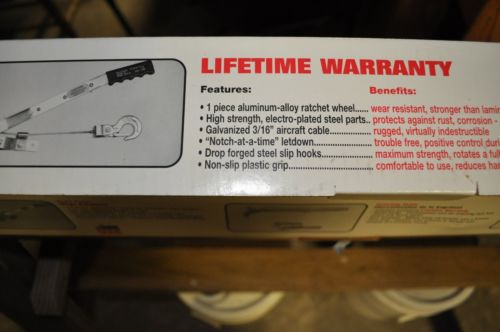 LIFETIME WARRANTY
Features: Benefits:
• 1 piece aluminum-alloy ratchet wheel...... wear resistant, stronger than lamin
• High strength, electro-plated steel parts.. protects against rust, corrosion -
• Galvanized 3/16" aircraft cable............ rugged, virtually indestructible
• "Notch-at-a-time" letdown.................. trouble free, positive control duri
• Drop forged steel slip hooks............... maximum strength, rotates a full
• Non-slip plastic grip...................... comfortable to use, reduces han